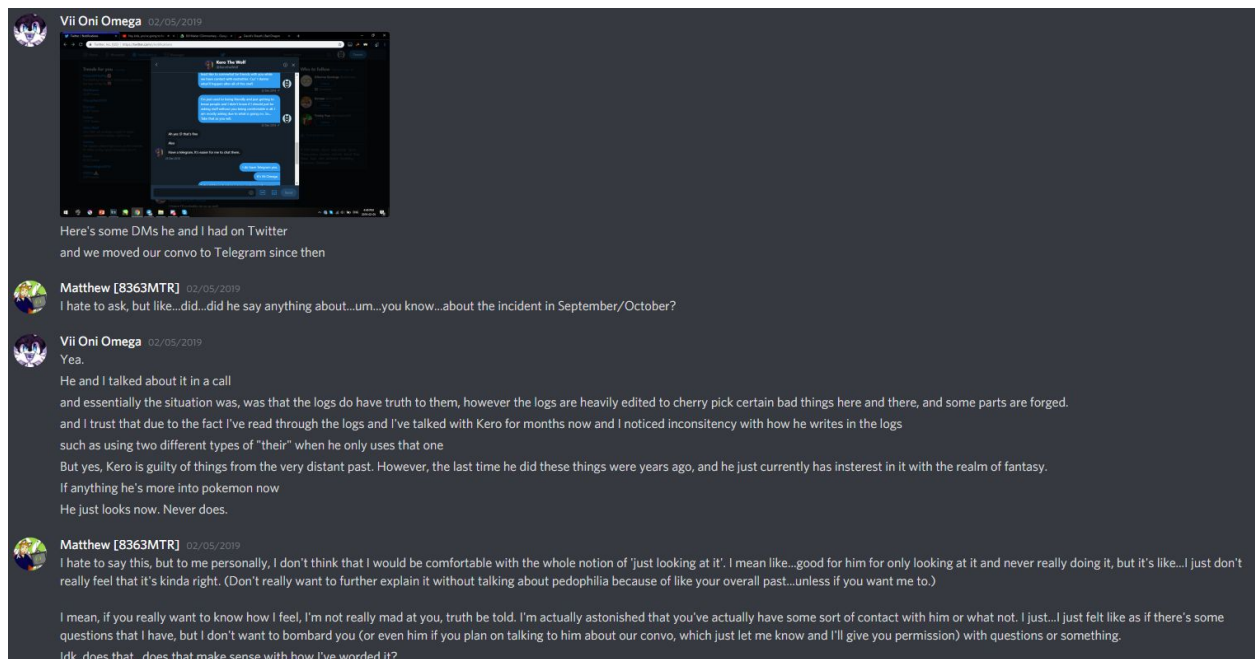 Vii Oni Omega 02/05/2019
Kero The Wolf
Here's some DMs he and I had on Twitter
and we moved our convo to Telegram since then
Matthew [8363MTR] 02/05/2019
I hate to ask, but like...did...did he say anything about...um...you know...about the incident in September/October?
Vii Oni Omega 02/05/2019
Yea.
He and I talked about it in a call
and essentially the situation was, was that the logs do have truth to them, however the logs are heavily edited to cherry pick certain bad things here and there, and some parts are forged.
and I trust that due to the fact I've read through the logs and I've talked with Kero for months now and I noticed inconsitency with how he writes in the logs
such as using two different types of "their" when he only uses that one
But yes, Kero is guilty of things from the very distant past. However, the last time he did these things were years ago, and he just currently has insterest in it with the realm of fantasy.
If anything he's more into pokemon now
He just looks now. Never does.
Matthew [8363MTR] 02/05/2019
I hate to say this, but to me personally, I don't think that I would be comfortable with the whole notion of 'just looking at it'. I mean like...good for him for only looking at it and never really doing it, but it's like...I just don't
really feel that it's kinda right. (Don't really want to further explain it without talking about pedophilia because of like your overall past...unless if you want me to.)
I mean, if you really want to know how I feel, I'm not really mad at you, truth be told. I'm actually astonished that you've actually have some sort of contact with him or what not. I just...I just felt like as if there's some
questions that I have, but I don't want to bombard you (or even him if you plan on talking to him about our convo, which just let me know and I'll give you permission) with questions or something.
Idk, does that...does that make sense with how I've worded it?